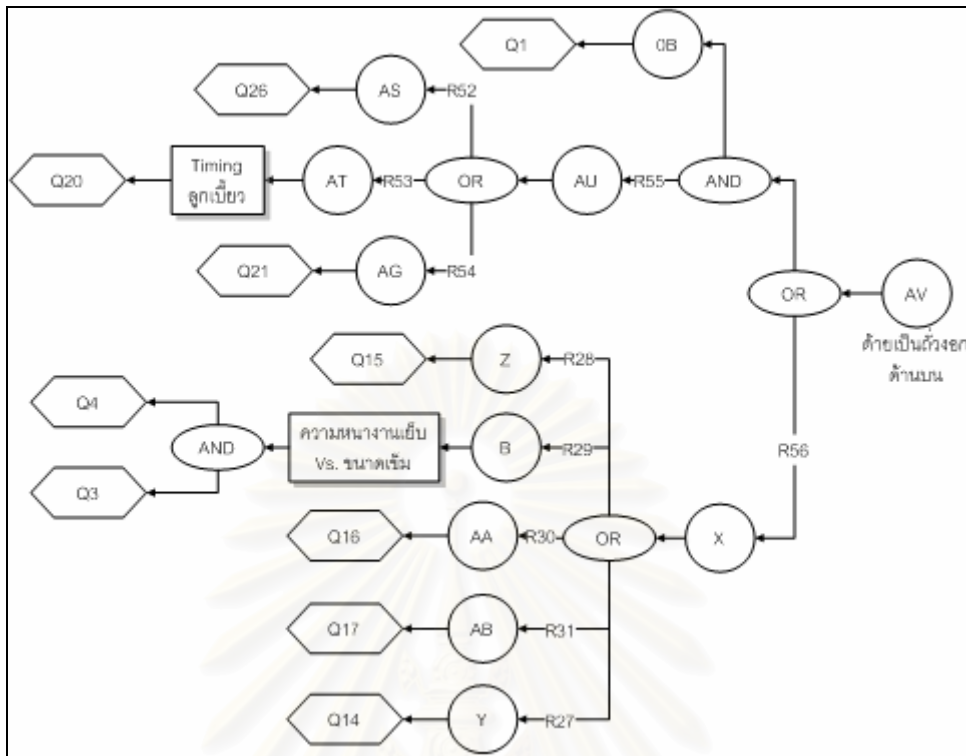 Q1
0B
Q26
AS
R52
Q20
Timing
ลูกเบี้ยว
AT
R53
OR
AU
R55
AND
Q21
AG
R54
OR
AV
ด้ายเป็นถั่วงอก
ด้านบน
Q15
Z
R28
Q4
AND
ความหนางานเย็บ
Vs. ขนาดเข็ม
B
R29
R56
Q3
Q16
AA
R30
OR
X
Q17
AB
R31
Q14
Y
R27